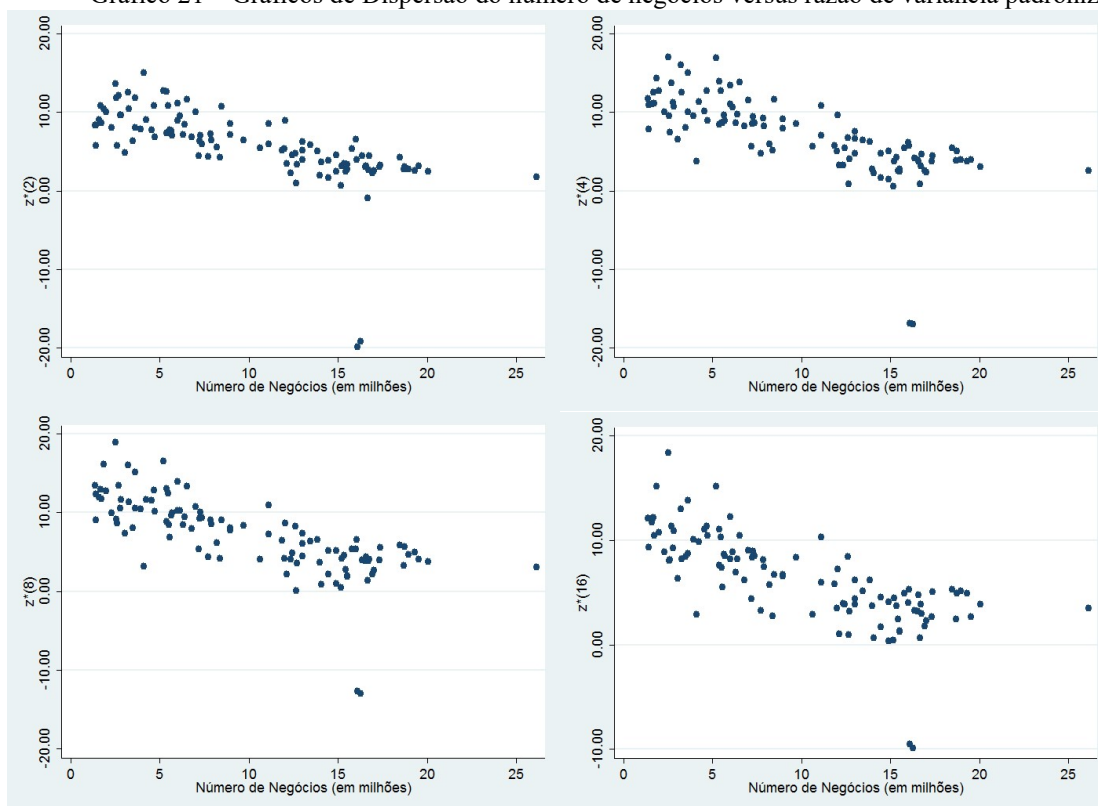 Gráfico 21 – Gráficos de Dispersão do número de negócios versus razão de variância
z*(2)
20.00
10.00
0.00
-10.00
-20.00
0 5 10 15 20 25
Número de Negócios (em milhões)
z*(4)
20.00
10.00
0.00
-10.00
-20.00
0 5 10 15 20 25
Número de Negócios (em milhões)
z*(8)
20.00
10.00
0.00
-10.00
-20.00
0 5 10 15 20 25
Número de Negócios (em milhões)
z*(16)
20.00
10.00
0.00
-10.00
0 5 10 15 20 25
Número de Negócios (em milhões)